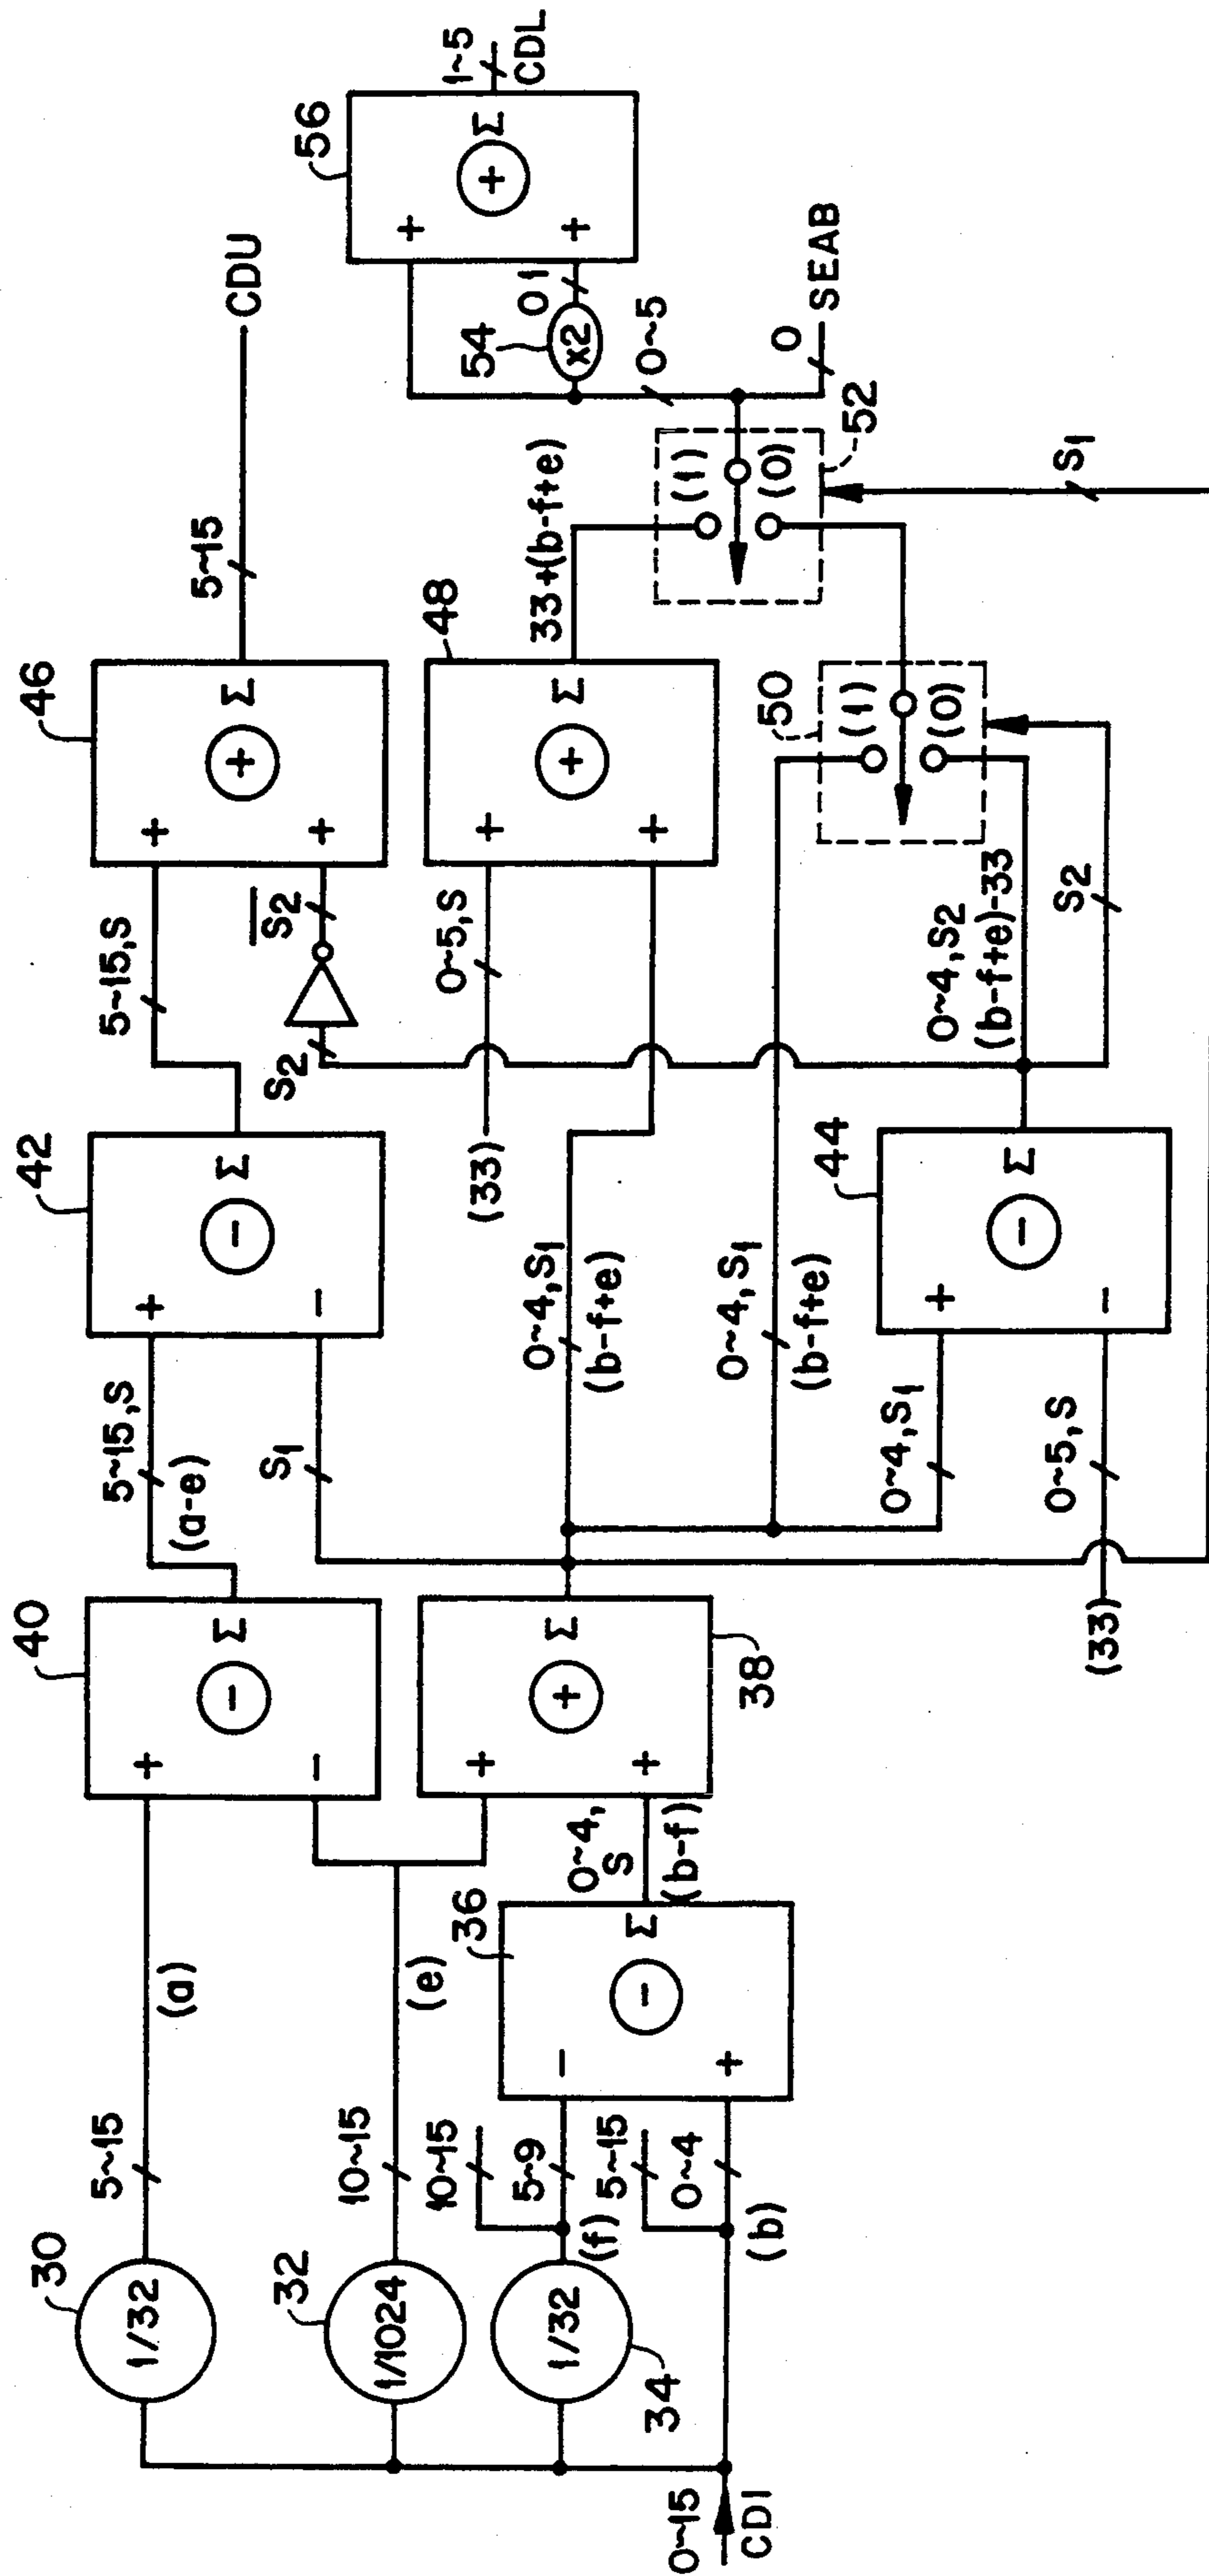 0~15
CDI
30
1/32
32
1/1024
1/32
34
5~15
(a)
10~15
(e)
10~15
5~9
(f)
5~15
0~4
(b)
36
-
+
-
Σ
0~4,
S
(b-f)
40
+
-
-
Σ
+
+
+
Σ
38
5~15,S
(a-e)
S1
42
+
-
-
Σ
0~4,S1
(b-f+e)
0~4,S1
(b-f+e)
0~4,S1
0~5,S
(33)
44
+
-
-
Σ
(33)
0~5,S
5~15,S
S2
S2
0~4,S2
(b-f+e)-33
S2
46
+
+
+
Σ
48
+
+
+
Σ
50
(1)
(0)
5~15
CDU
33+(b-f+e)
52
(1)
(0)
S1
0~5
0
SEAB
54
x2
0 1
56
+
+
+
Σ
1~5
CDL